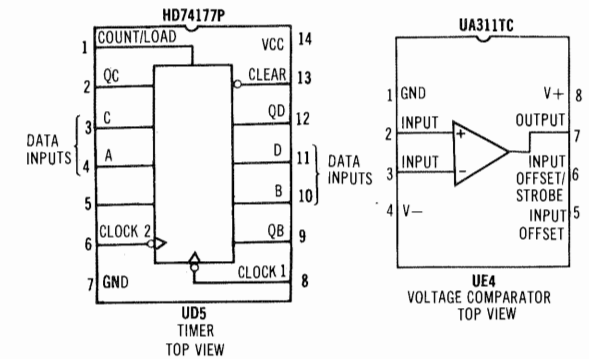 HD74177P
1 COUNT/LOAD
VCC 14
2 QC
CLEAR 13
3 C
QD 12
DATA INPUTS
4 A
D 11
DATA INPUTS
5
B 10
6 CLOCK 2
QB 9
7 GND
CLOCK 1 8
UD5
TIMER
TOP VIEW
UA311TC
1 GND
V+ 8
2 INPUT
+
OUTPUT 7
3 INPUT
-
INPUT OFFSET/ STROBE 6
4 V-
INPUT OFFSET 5
UE4
VOLTAGE COMPARATOR
TOP VIEW